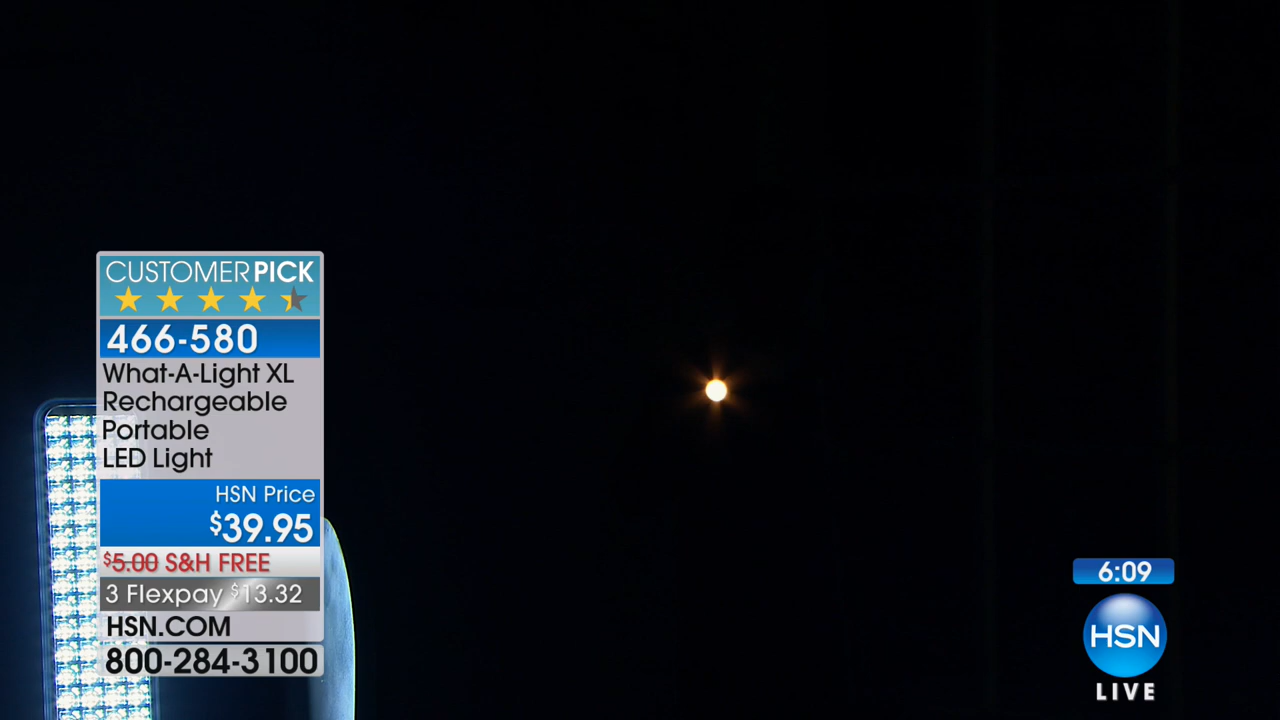 CUSTOMERPICK
466-580
What-A-Light XL
Rechargeable
Portable
LED Light
HSN Price
$39.95
$5.00 S&H FREE
3 Flexpay $13.32
HSN.COM
800-284-3100
6:09
HSN
LIVE